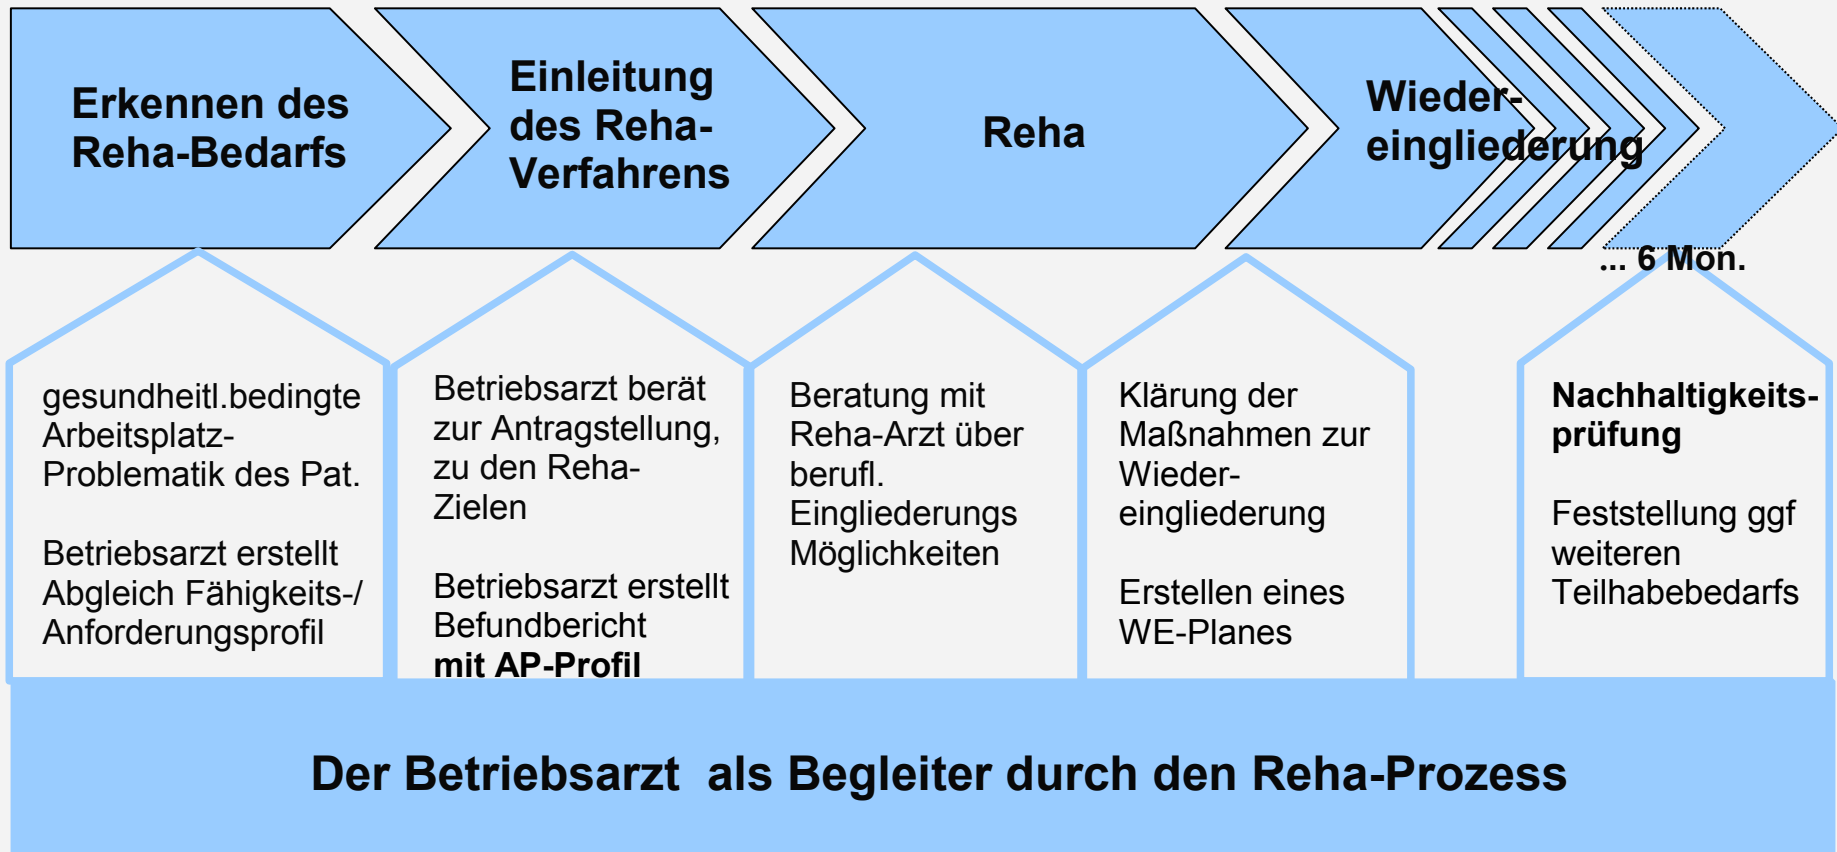 Erkennen des
Reha-Bedarfs
Einleitung
des Reha-
Verfahrens
Reha
Wieder-
eingliederung
... 6 Mon.
gesundheitl.bedingte
Arbeitsplatz-
Problematik des Pat.
Betriebsarzt erstellt
Abgleich Fähigkeits-/
Anforderungsprofil
Betriebsarzt berät
zur Antragstellung,
zu den Reha-
Zielen
Betriebsarzt erstellt
Befundbericht
mit AP-Profil
Beratung mit
Reha-Arzt über
berufl.
Eingliederungs
Möglichkeiten
Klärung der
Maßnahmen zur
Wieder-
eingliederung
Erstellen eines
WE-Planes
Nachhaltigkeits-
prüfung
Feststellung ggf
weiteren
Teilhabebedarfs
Der Betriebsarzt  als Begleiter durch den Reha-Prozess